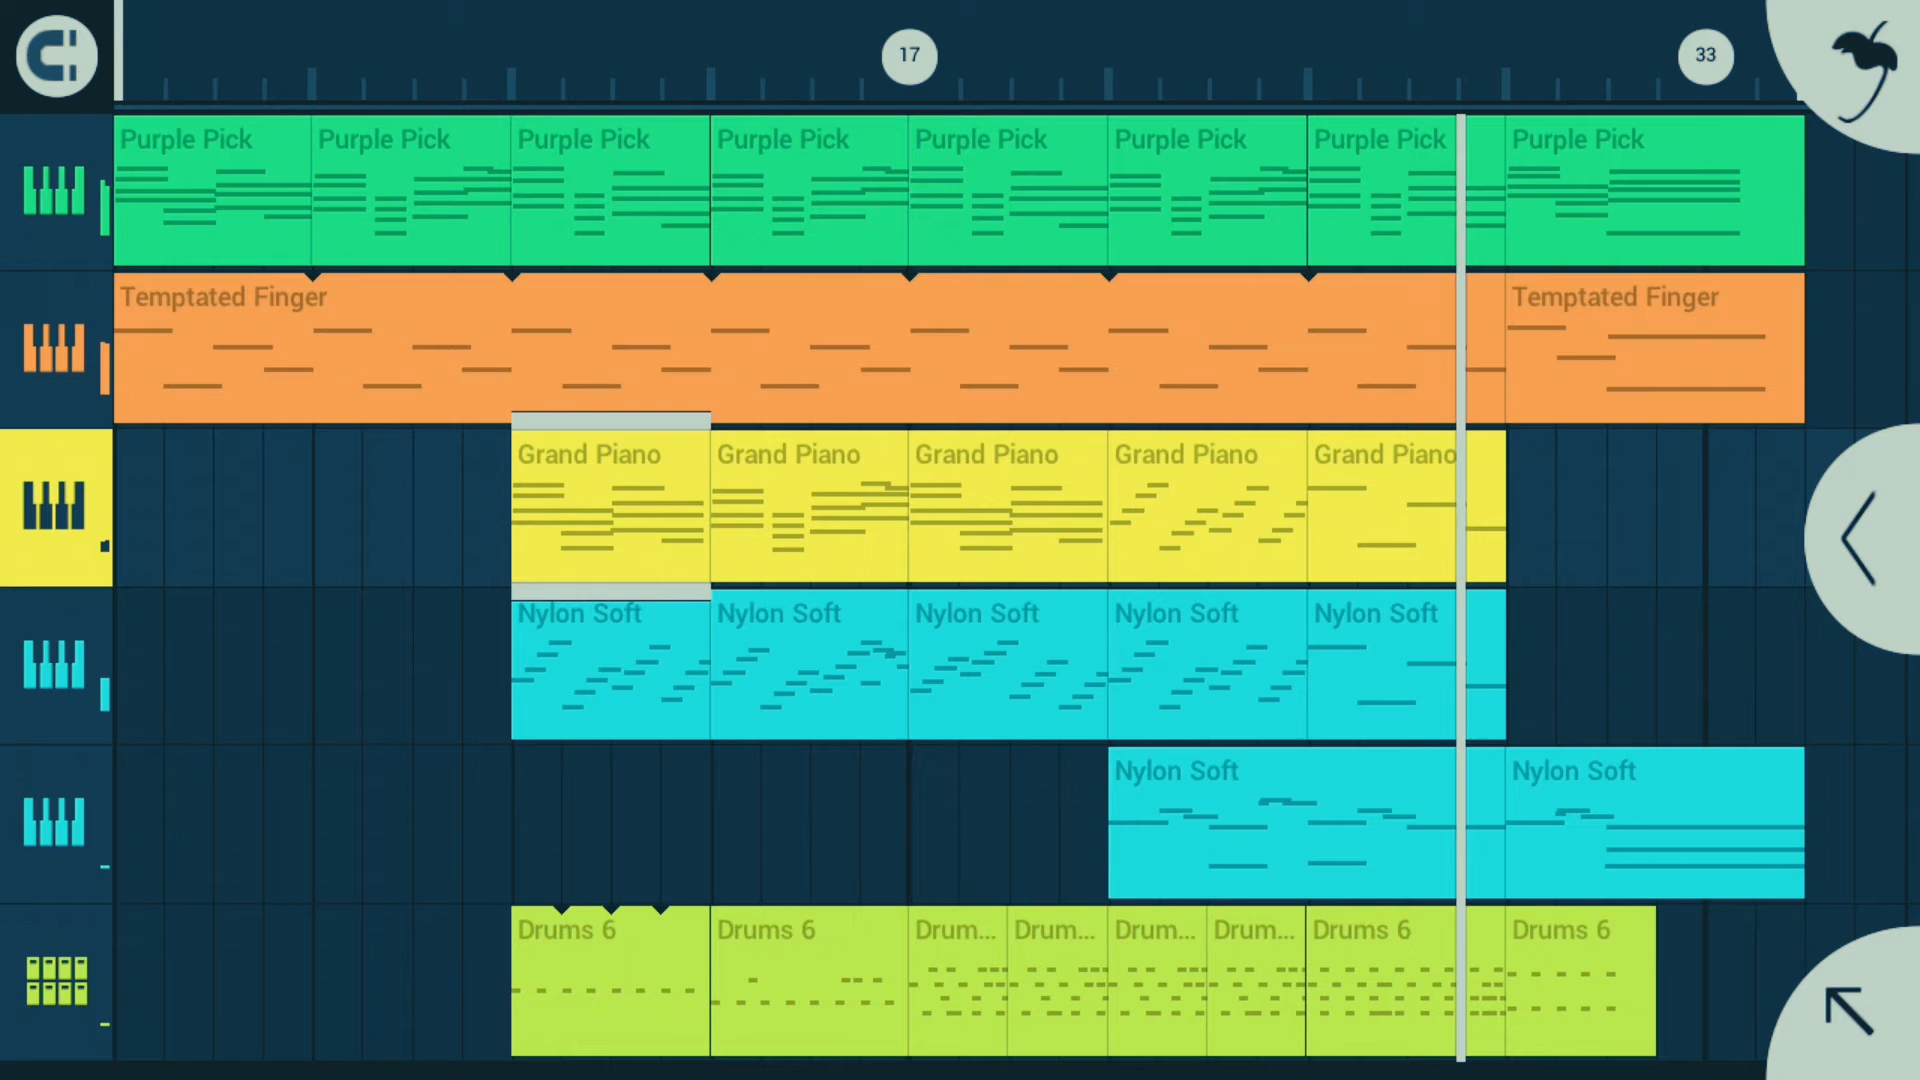 17 33
Purple Pick Purple Pick Purple Pick Purple Pick Purple Pick Purple Pick Purple Pick Purple Pick
Temptated Finger Temptated Finger
Grand Piano Grand Piano Grand Piano Grand Piano Grand Piano
Nylon Soft Nylon Soft Nylon Soft Nylon Soft Nylon Soft
Nylon Soft Nylon Soft
Drums 6 Drums 6 Drum... Drum... Drum... Drum... Drums 6 Drums 6